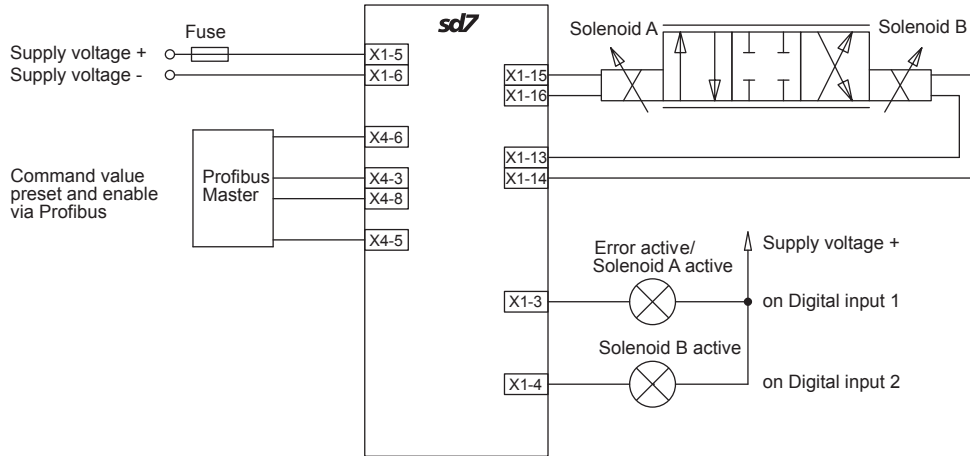 sd7
Fuse
Supply voltage +
Supply voltage -
X1-5
X1-6
Solenoid A
Solenoid B
X1-15
X1-16
X1-13
X1-14
Command value
preset and enable
via Profibus
Profibus
Master
X4-6
X4-3
X4-8
X4-5
Error active/
Solenoid A active
Supply voltage +
X1-3
on Digital input 1
Solenoid B active
X1-4
on Digital input 2